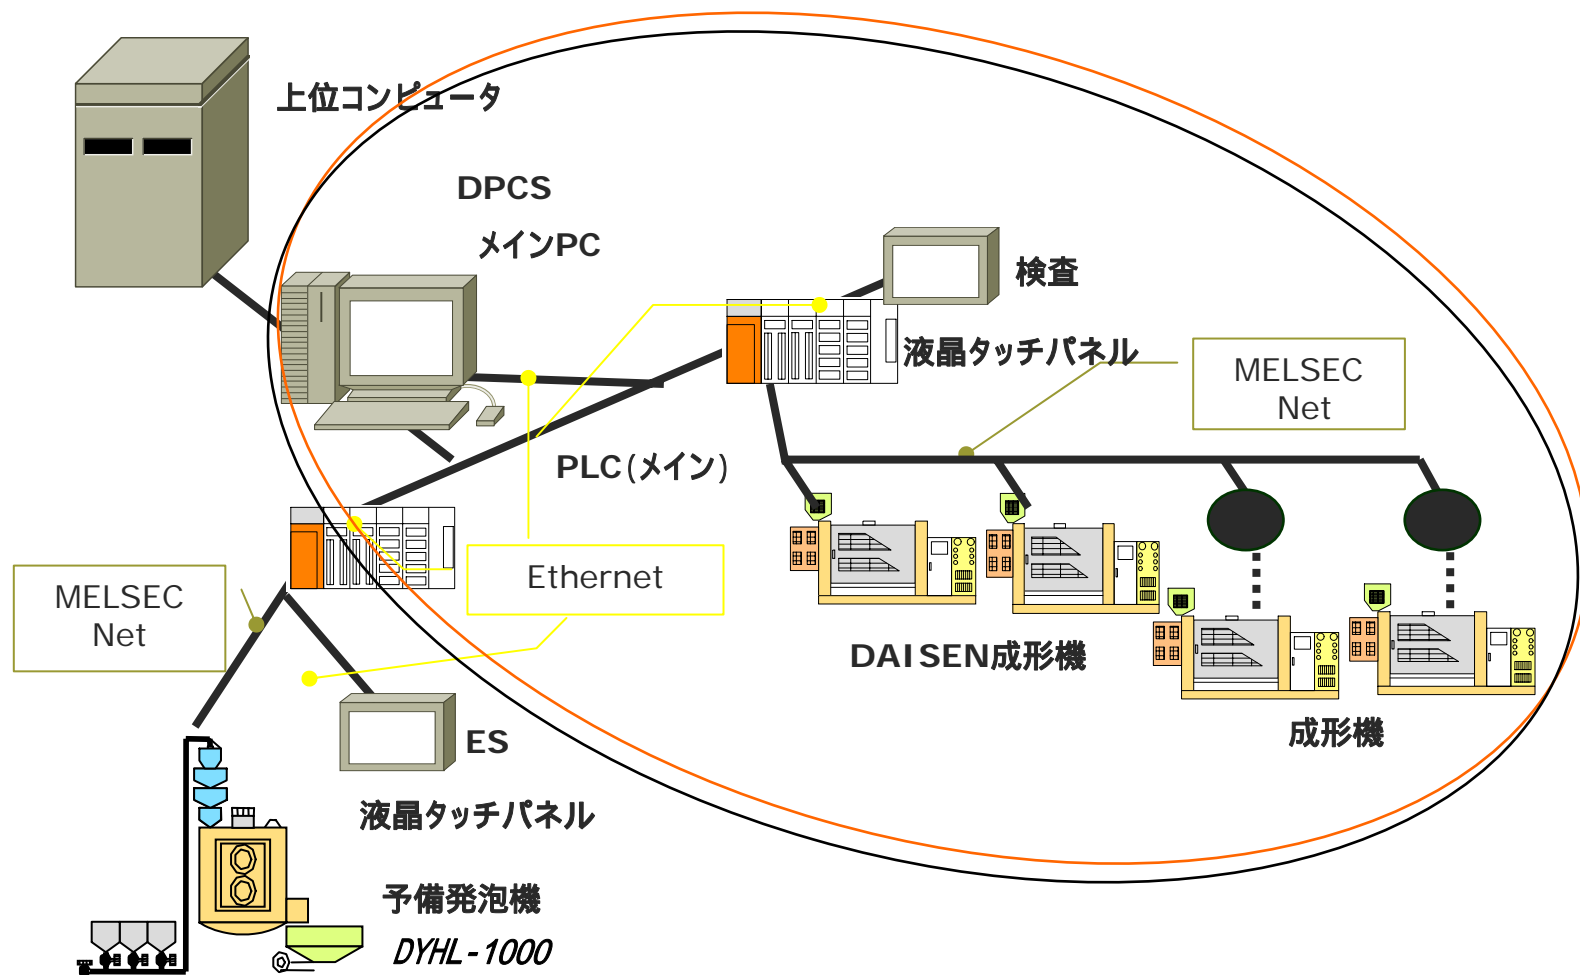 上位コンピュータ
DPCS
メインPC
検査
液晶タッチパネル
MELSEC
Net
PLC(メイン)
Ethernet
MELSEC
Net
DAISEN成形機
成形機
ES
液晶タッチパネル
予備発泡機
DYHL-1000